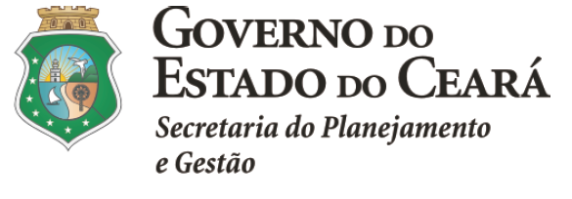 GOVERNO DO
ESTADO DO CEARÁ
Secretaria do Planejamento
e Gestão